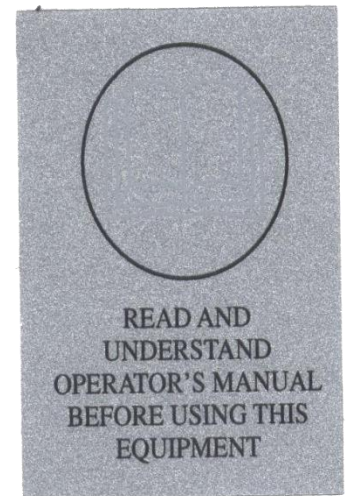 READ AND
UNDERSTAND
OPERATOR'S MANUAL
BEFORE USING THIS
EQUIPMENT